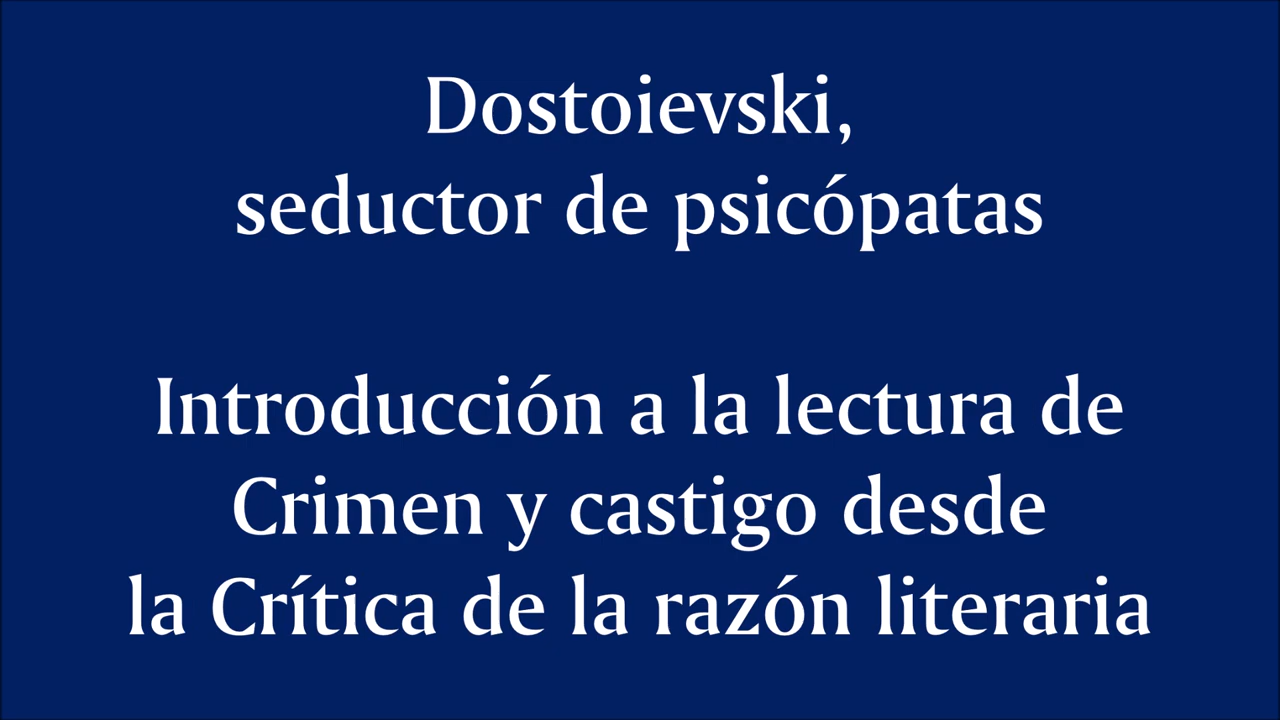 Dostoievski,
seductor de psicópatas
Introducción a la lectura de
Crimen y castigo desde
la Crítica de la razón literaria